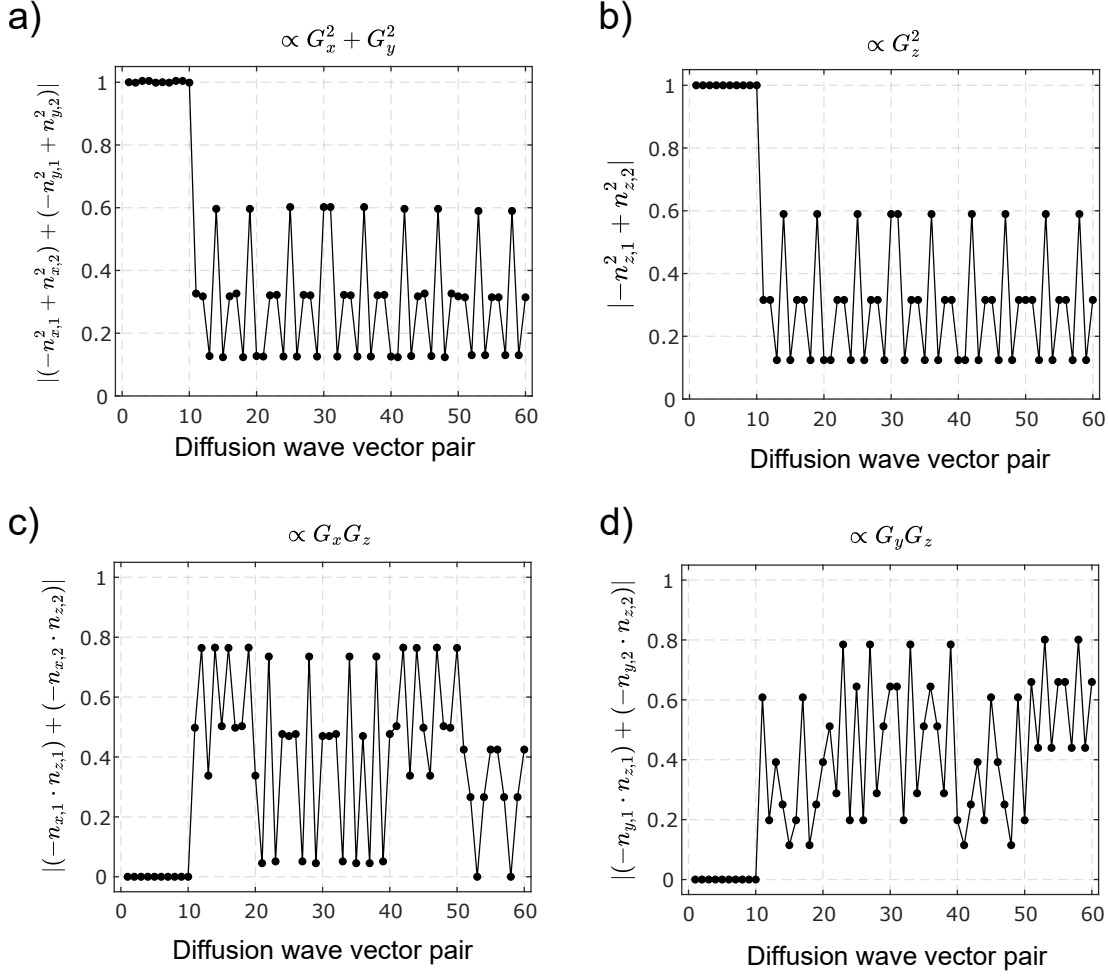 a)
∝ G_x^2 + G_y^2
|(−n_{x,1}^2 + n_{x,2}^2) + (−n_{y,1}^2 + n_{y,2}^2)|
1
0.8
0.6
0.4
0.2
0
0 10 20 30 40 50 60
Diffusion wave vector pair
b)
∝ G_z^2
|−n_{z,1}^2 + n_{z,2}^2|
1
0.8
0.6
0.4
0.2
0
0 10 20 30 40 50 60
Diffusion wave vector pair
c)
∝ G_x G_z
|(−n_{x,1} · n_{z,1}) + (−n_{x,2} · n_{z,2})|
1
0.8
0.6
0.4
0.2
0
0 10 20 30 40 50 60
Diffusion wave vector pair
d)
∝ G_y G_z
|(−n_{y,1} · n_{z,1}) + (−n_{y,2} · n_{z,2})|
1
0.8
0.6
0.4
0.2
0
0 10 20 30 40 50 60
Diffusion wave vector pair